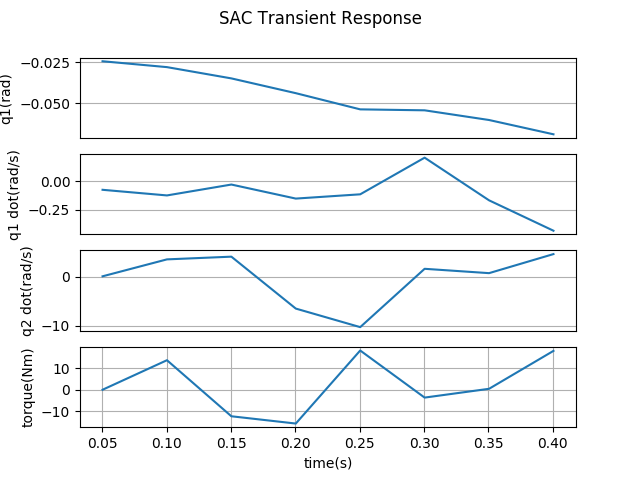 SAC Transient Response
−0.025
−0.050
q1(rad)
0.00
−0.25
q1 dot(rad/s)
0
−10
q2 dot(rad/s)
10
0
−10
torque(Nm)
0.05 0.10 0.15 0.20 0.25 0.30 0.35 0.40
time(s)